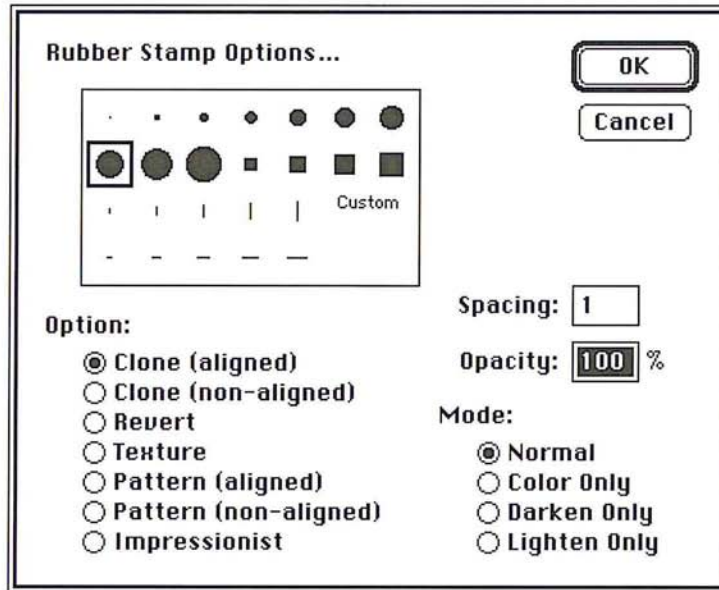 Rubber Stamp Options...
OK
Cancel
Custom
Spacing: 1
Opacity: 100 %
Option:
Clone (aligned)
Clone (non-aligned)
Revert
Texture
Pattern (aligned)
Pattern (non-aligned)
Impressionist
Mode:
Normal
Color Only
Darken Only
Lighten Only